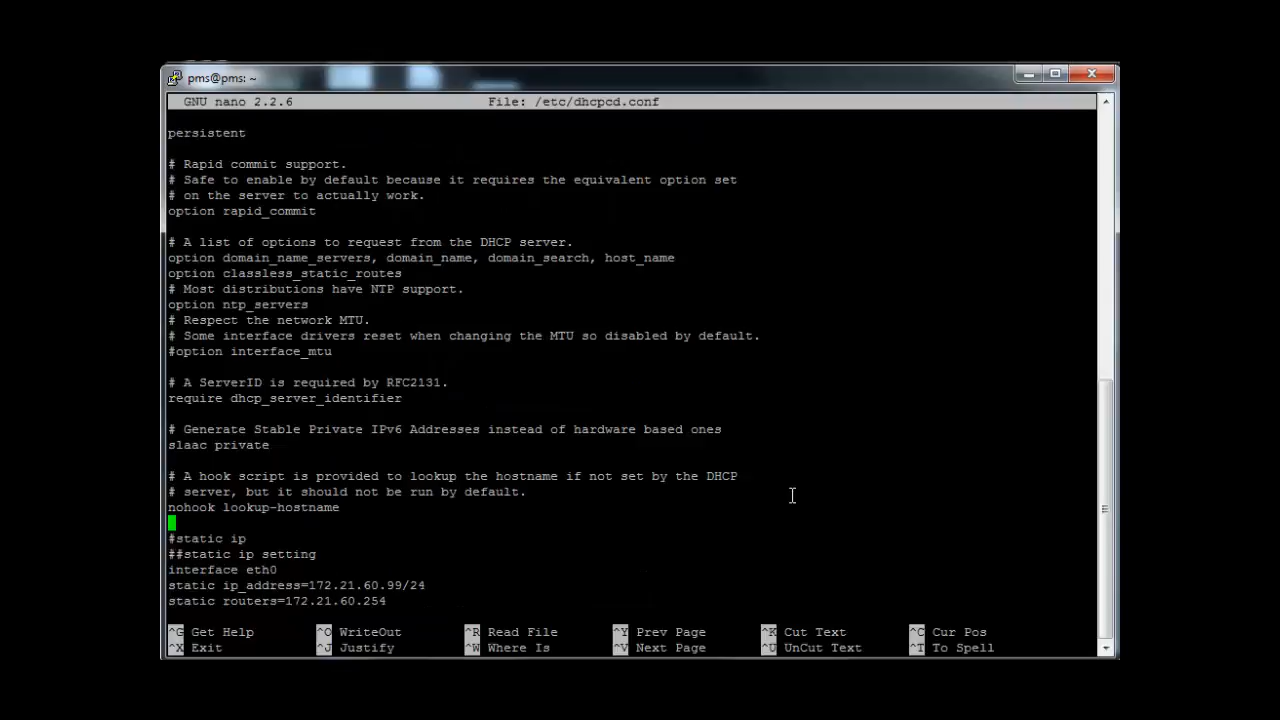 pms@pms: ~
GNU nano 2.2.6 File: /etc/dhcpcd.conf
persistent
# Rapid commit support.
# Safe to enable by default because it requires the equivalent option set
# on the server to actually work.
option rapid_commit
# A list of options to request from the DHCP server.
option domain_name_servers, domain_name, domain_search, host_name
option classless_static_routes
# Most distributions have NTP support.
option ntp_servers
# Respect the network MTU.
# Some interface drivers reset when changing the MTU so disabled by default.
#option interface_mtu
# A ServerID is required by RFC2131.
require dhcp_server_identifier
# Generate Stable Private IPv6 Addresses instead of hardware based ones
slaac private
# A hook script is provided to lookup the hostname if not set by the DHCP
# server, but it should not be run by default.
nohook lookup-hostname
#static ip
##static ip setting
interface eth0
static ip_address=172.21.60.99/24
static routers=172.21.60.254
^G Get Help ^O WriteOut ^R Read File ^Y Prev Page ^K Cut Text ^C Cur Pos
^X Exit ^J Justify ^W Where Is ^V Next Page ^U UnCut Text ^T To Spell